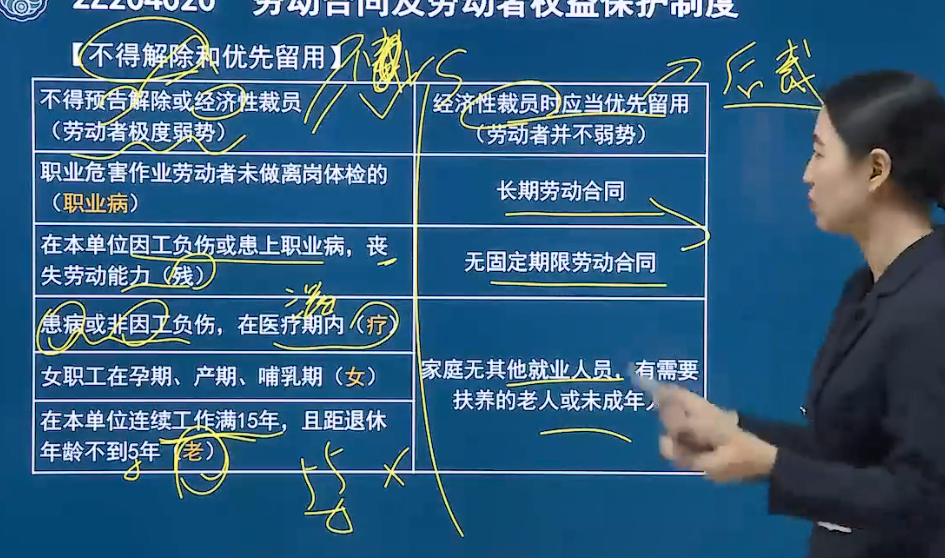 22204020 劳动合同及劳动者权益保护制度
【不得解除和优先留用】
不得预告解除或经济性裁员
（劳动者极度弱势）
经济性裁员时应当优先留用
（劳动者并不弱势）
职业危害作业劳动者未做离岗体检的
（职业病）
长期劳动合同
在本单位因工负伤或患上职业病，丧
失劳动能力（残）
无固定期限劳动合同
患病或非因工负伤，在医疗期内（疗）
女职工在孕期、产期、哺乳期（女）
在本单位连续工作满15年，且距退休
年龄不到5年（老）
家庭无其他就业人员，有需要
扶养的老人或未成年
VS
后裁